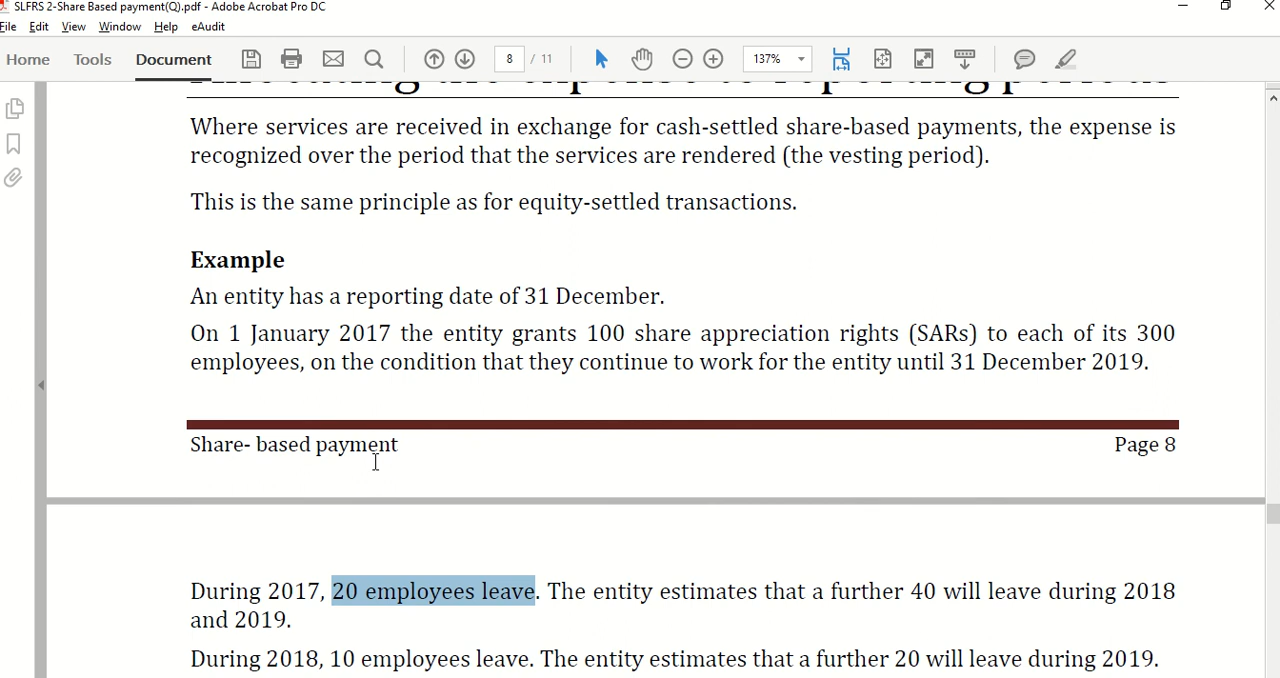 SLFRS 2-Share Based payment(Q).pdf - Adobe Acrobat Pro DC
File Edit View Window Help eAudit
Home Tools Document 8 / 11 137%
Allocating the expense to reporting periods
Where services are received in exchange for cash-settled share-based payments, the expense is
recognized over the period that the services are rendered (the vesting period).
This is the same principle as for equity-settled transactions.
Example
An entity has a reporting date of 31 December.
On 1 January 2017 the entity grants 100 share appreciation rights (SARs) to each of its 300
employees, on the condition that they continue to work for the entity until 31 December 2019.
Share- based payment Page 8
During 2017, 20 employees leave. The entity estimates that a further 40 will leave during 2018
and 2019.
During 2018, 10 employees leave. The entity estimates that a further 20 will leave during 2019.